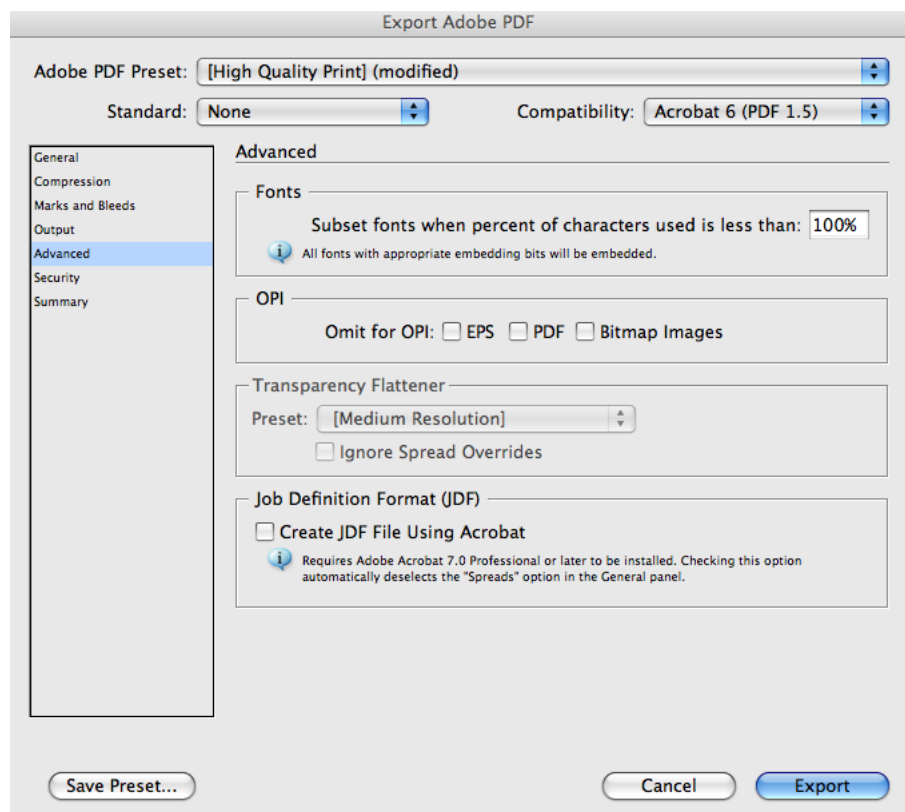 Export Adobe PDF
Adobe PDF Preset: [High Quality Print] (modified)
Standard: None Compatibility: Acrobat 6 (PDF 1.5)
General
Compression
Marks and Bleeds
Output
Advanced
Security
Summary
Advanced
Fonts
Subset fonts when percent of characters used is less than: 100%
All fonts with appropriate embedding bits will be embedded.
OPI
Omit for OPI: EPS PDF Bitmap Images
Transparency Flattener
Preset: [Medium Resolution]
Ignore Spread Overrides
Job Definition Format (JDF)
Create JDF File Using Acrobat
Requires Adobe Acrobat 7.0 Professional or later to be installed. Checking this option
automatically deselects the "Spreads" option in the General panel.
Save Preset... Cancel Export